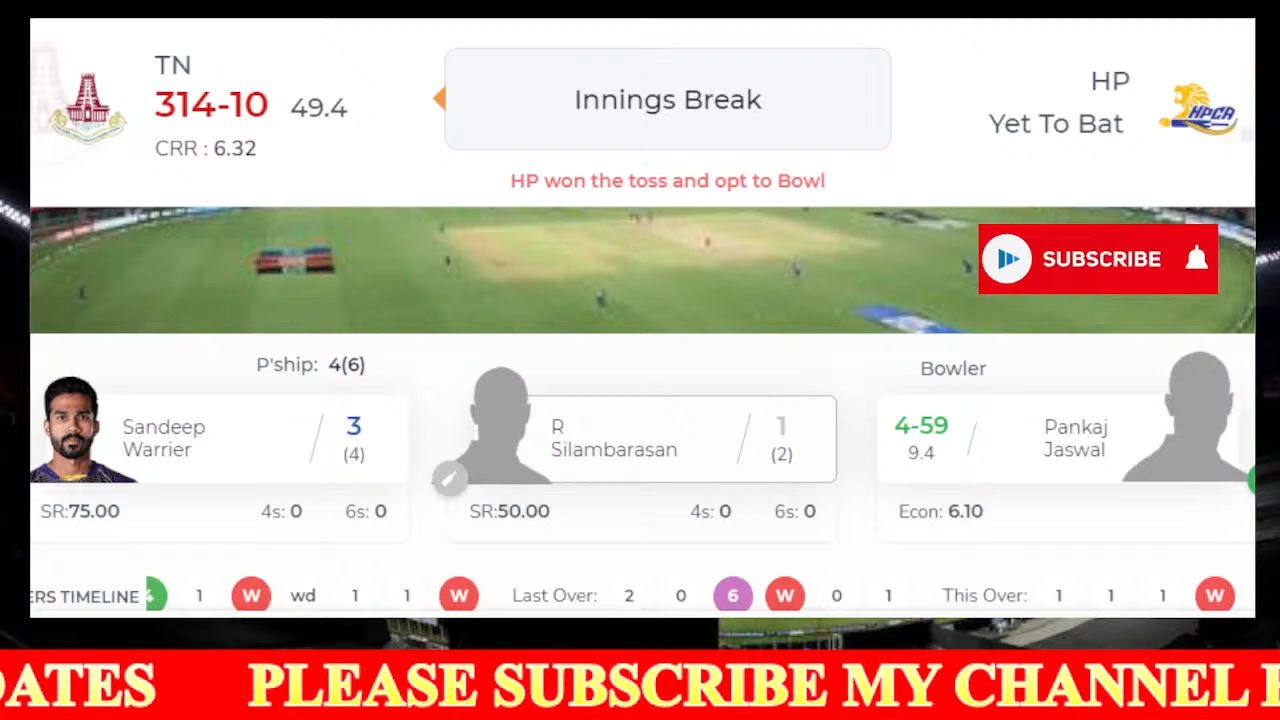 TN
314-10 49.4
CRR : 6.32
Innings Break
HP won the toss and opt to Bowl
HP
Yet To Bat
HPCA
SUBSCRIBE
P'ship: 4(6)
Sandeep Warrier
3
(4)
SR:75.00 4s: 0 6s: 0
R
Silambarasan
1
(2)
SR:50.00 4s: 0 6s: 0
Bowler
4-59
9.4
Pankaj
Jaswal
Econ: 6.10
ERS TIMELINE 4 1 W wd 1 1 W Last Over: 2 0 6 W 0 1 This Over: 1 1 1 W
DATES PLEASE SUBSCRIBE MY CHANNEL